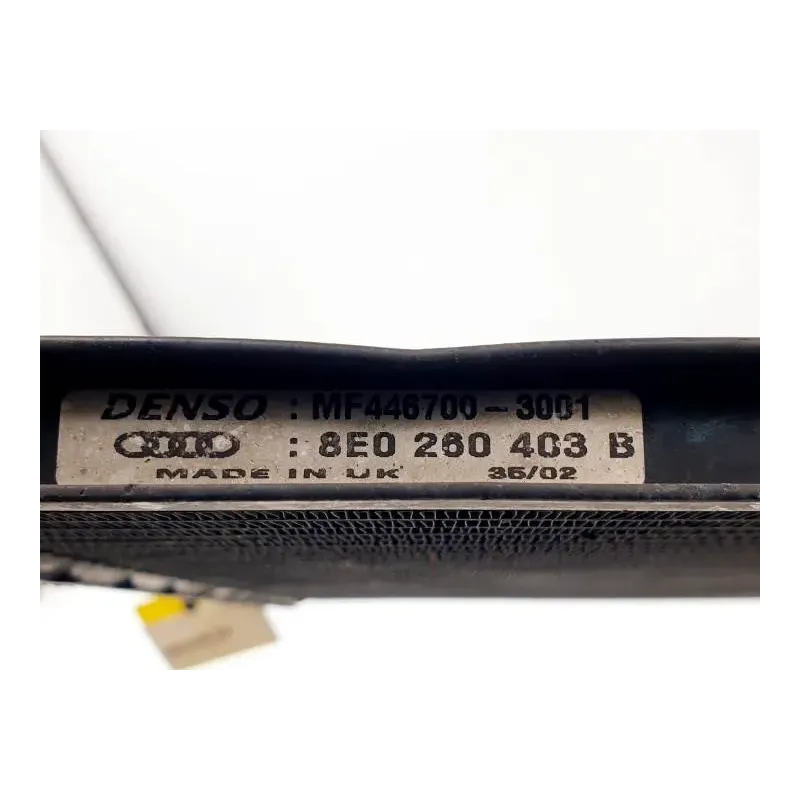 DENSO : MF446700-3001
: 8E0 260 403 B
MADE IN UK 35/02